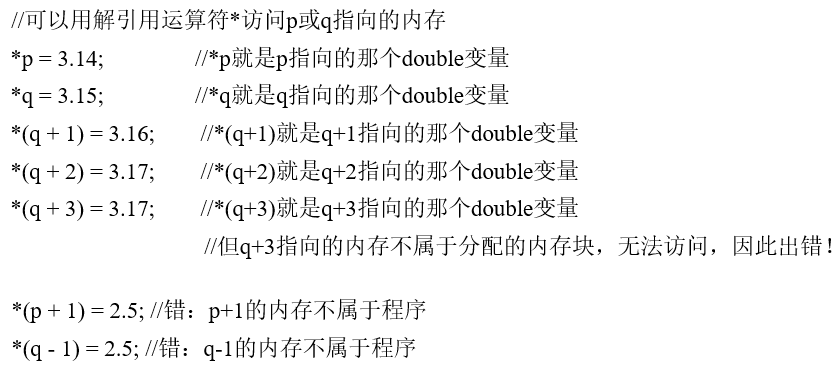 //可以用解引用运算符*访问p或q指向的内存
*p = 3.14; //*p就是p指向的那个double变量
*q = 3.15; //*q就是q指向的那个double变量
*(q + 1) = 3.16; //*(q+1)就是q+1指向的那个double变量
*(q + 2) = 3.17; //*(q+2)就是q+2指向的那个double变量
*(q + 3) = 3.17; //*(q+3)就是q+3指向的那个double变量
//但q+3指向的内存不属于分配的内存块，无法访问，因此出错！
*(p + 1) = 2.5; //错：p+1的内存不属于程序
*(q - 1) = 2.5; //错：q-1的内存不属于程序